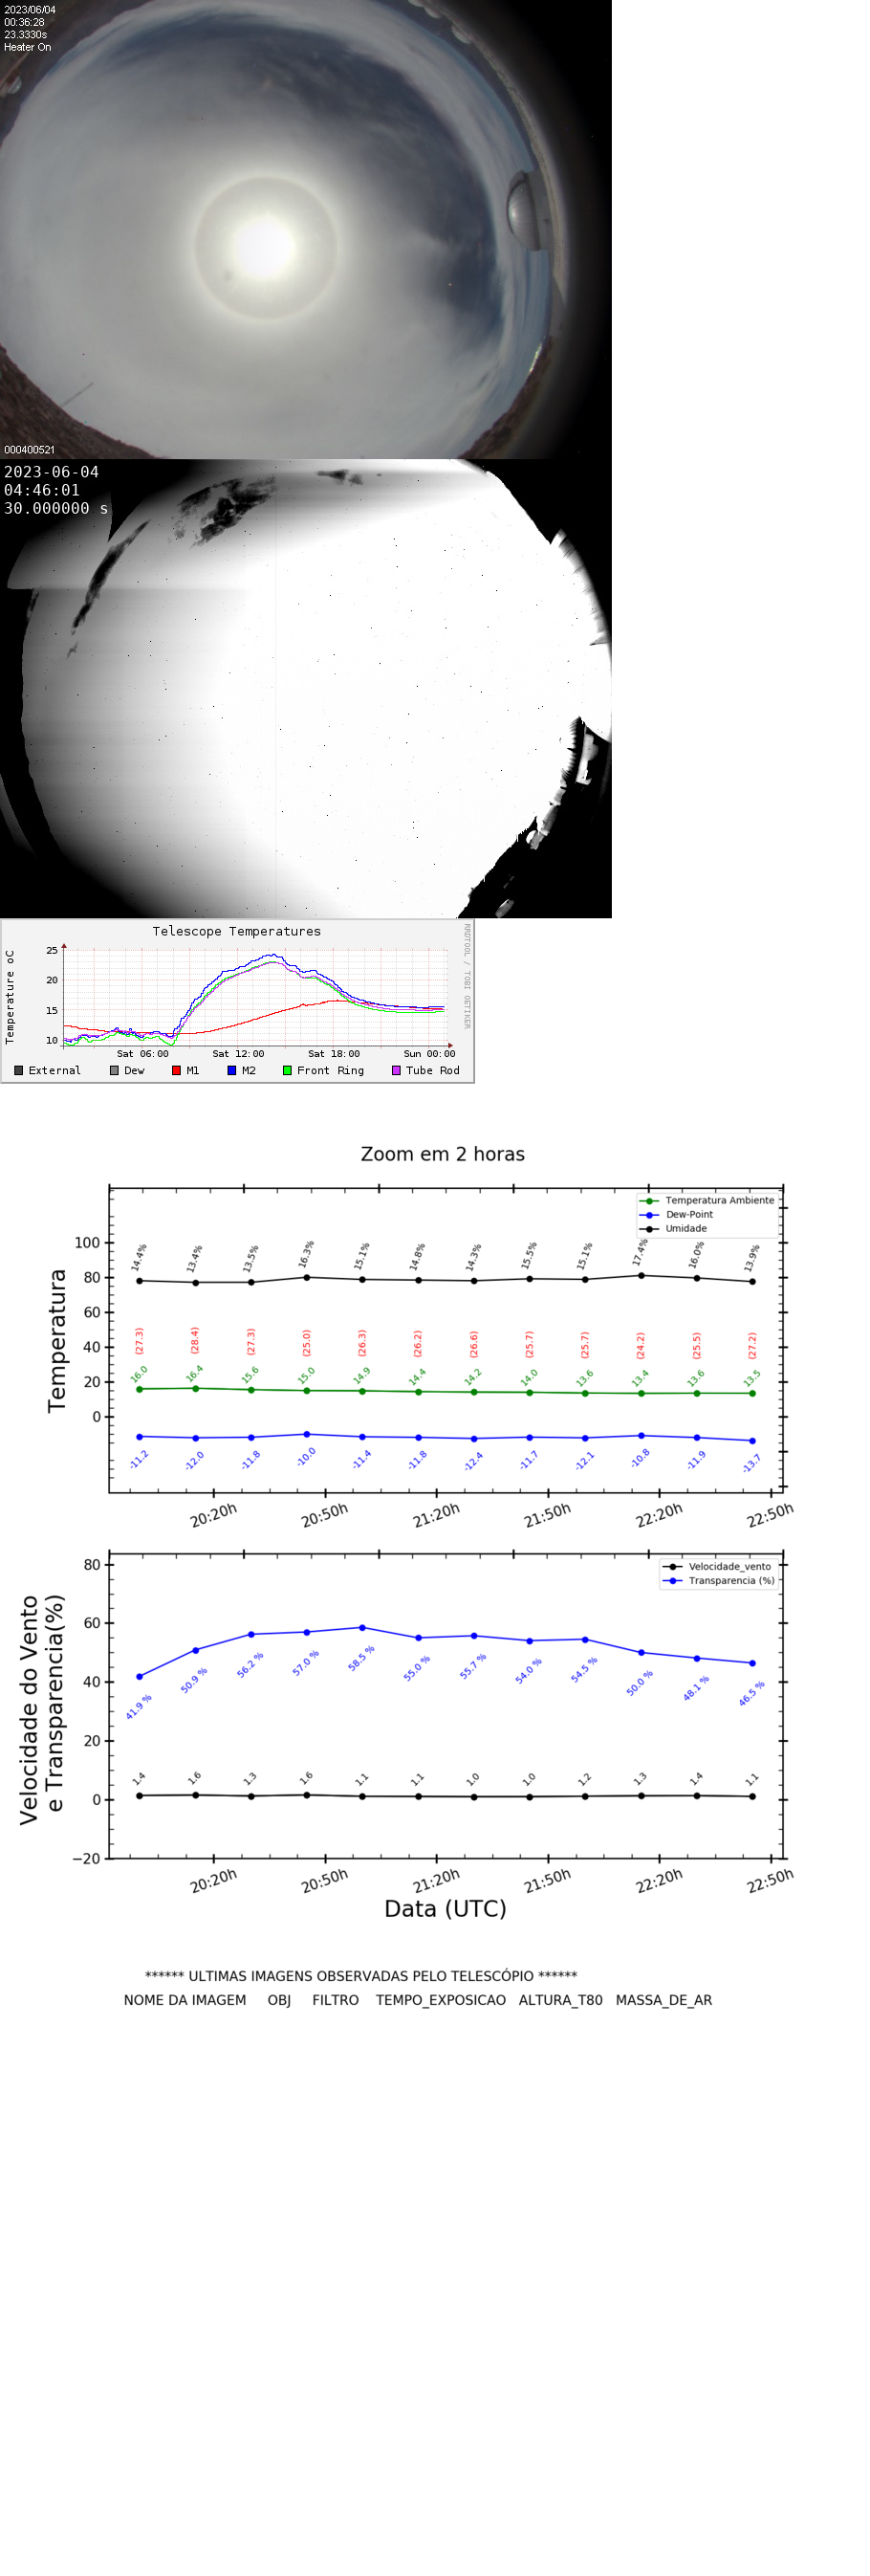 2023/06/04
00:36:28
23.3330s
Heater On
000400521
2023-06-04
04:46:01
30.000000 s
Telescope Temperatures
RRDTOOL / TOBI OETIKER
Temperature oC
25
20
15
10
Sat 06:00 Sat 12:00 Sat 18:00 Sun 00:00
External Dew M1 M2 Front Ring Tube Rod
Zoom em 2 horas
Temperatura Ambiente
Dew-Point
Umidade
Temperatura
100
80
60
40
20
0
14.4% 13.4% 13.5% 16.3% 15.1% 14.8% 14.3% 15.5% 15.1% 17.4% 16.0% 13.9%
(27.3) (28.4) (27.3) (25.0) (26.3) (26.2) (26.6) (25.7) (25.7) (24.2) (25.5) (27.2)
16.0 16.4 15.6 15.0 14.9 14.4 14.2 14.0 13.6 13.4 13.6 13.5
-11.2 -12.0 -11.8 -10.0 -11.4 -11.8 -12.4 -11.7 -12.1 -10.8 -11.9 -13.7
20:20h 20:50h 21:20h 21:50h 22:20h 22:50h
Velocidade_vento
Transparencia (%)
Velocidade do Vento
e Transparencia(%)
80
60
40
20
0
−20
41.9 % 50.9 % 56.2 % 57.0 % 58.5 % 55.0 % 55.7 % 54.0 % 54.5 % 50.0 % 48.1 % 46.5 %
1.4 1.6 1.3 1.6 1.1 1.1 1.0 1.0 1.2 1.3 1.4 1.1
20:20h 20:50h 21:20h 21:50h 22:20h 22:50h
Data (UTC)
****** ULTIMAS IMAGENS OBSERVADAS PELO TELESCÓPIO ******
NOME DA IMAGEM OBJ FILTRO TEMPO_EXPOSICAO ALTURA_T80 MASSA_DE_AR